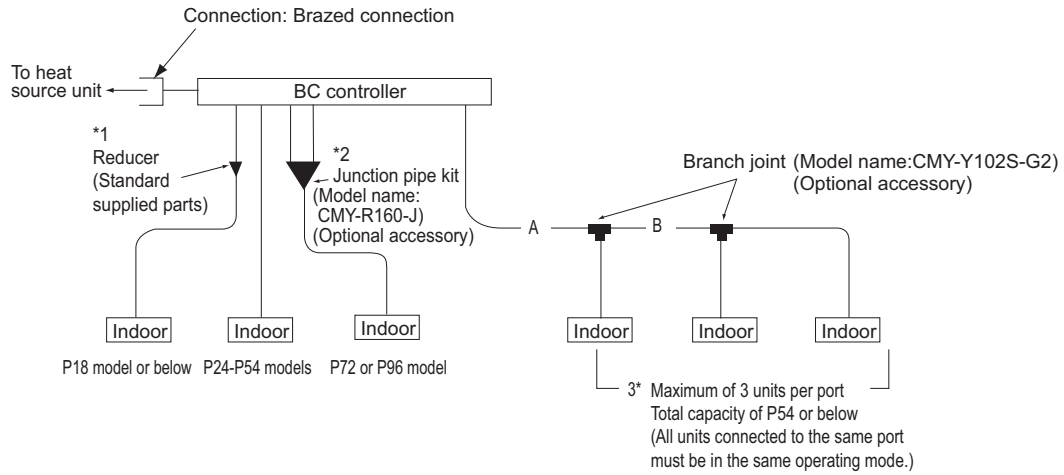 Connection: Brazed connection
To heat
source unit
BC controller
*1
Reducer
(Standard
supplied parts)
*2
Junction pipe kit
(Model name:
CMY-R160-J)
(Optional accessory)
Branch joint (Model name:CMY-Y102S-G2)
(Optional accessory)
A
B
Indoor
Indoor
Indoor
Indoor
Indoor
Indoor
P18 model or below
P24-P54 models
P72 or P96 model
3* Maximum of 3 units per port
Total capacity of P54 or below
(All units connected to the same port
must be in the same operating mode.)